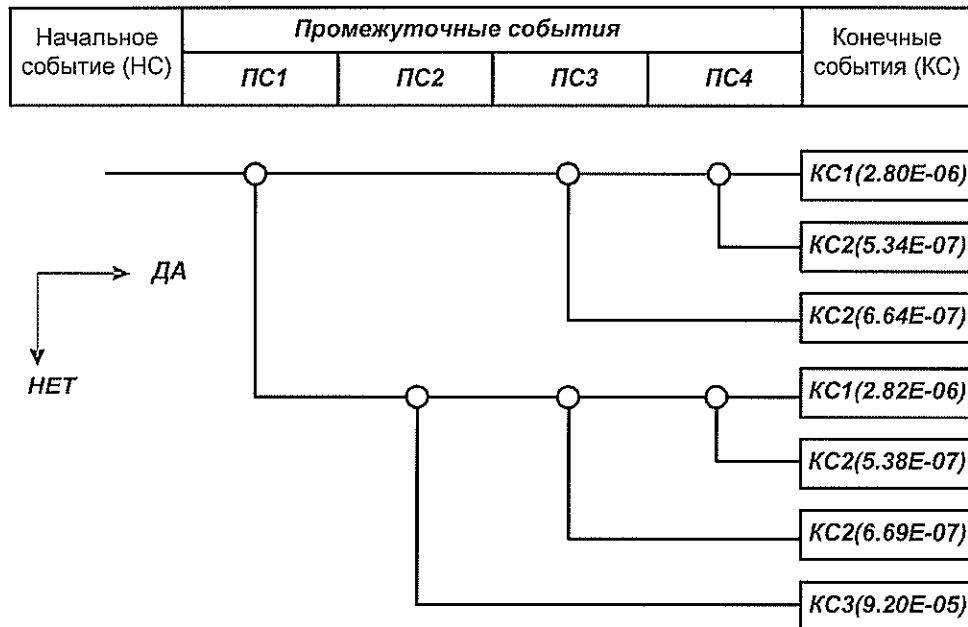 Начальное
событие (НС)
Промежуточные события
Конечные
события (КС)
ПС1
ПС2
ПС3
ПС4
КС1(2.80E-06)
КС2(5.34E-07)
ДА
КС2(6.64E-07)
НЕТ
КС1(2.82E-06)
КС2(5.38E-07)
КС2(6.69E-07)
КС3(9.20E-05)